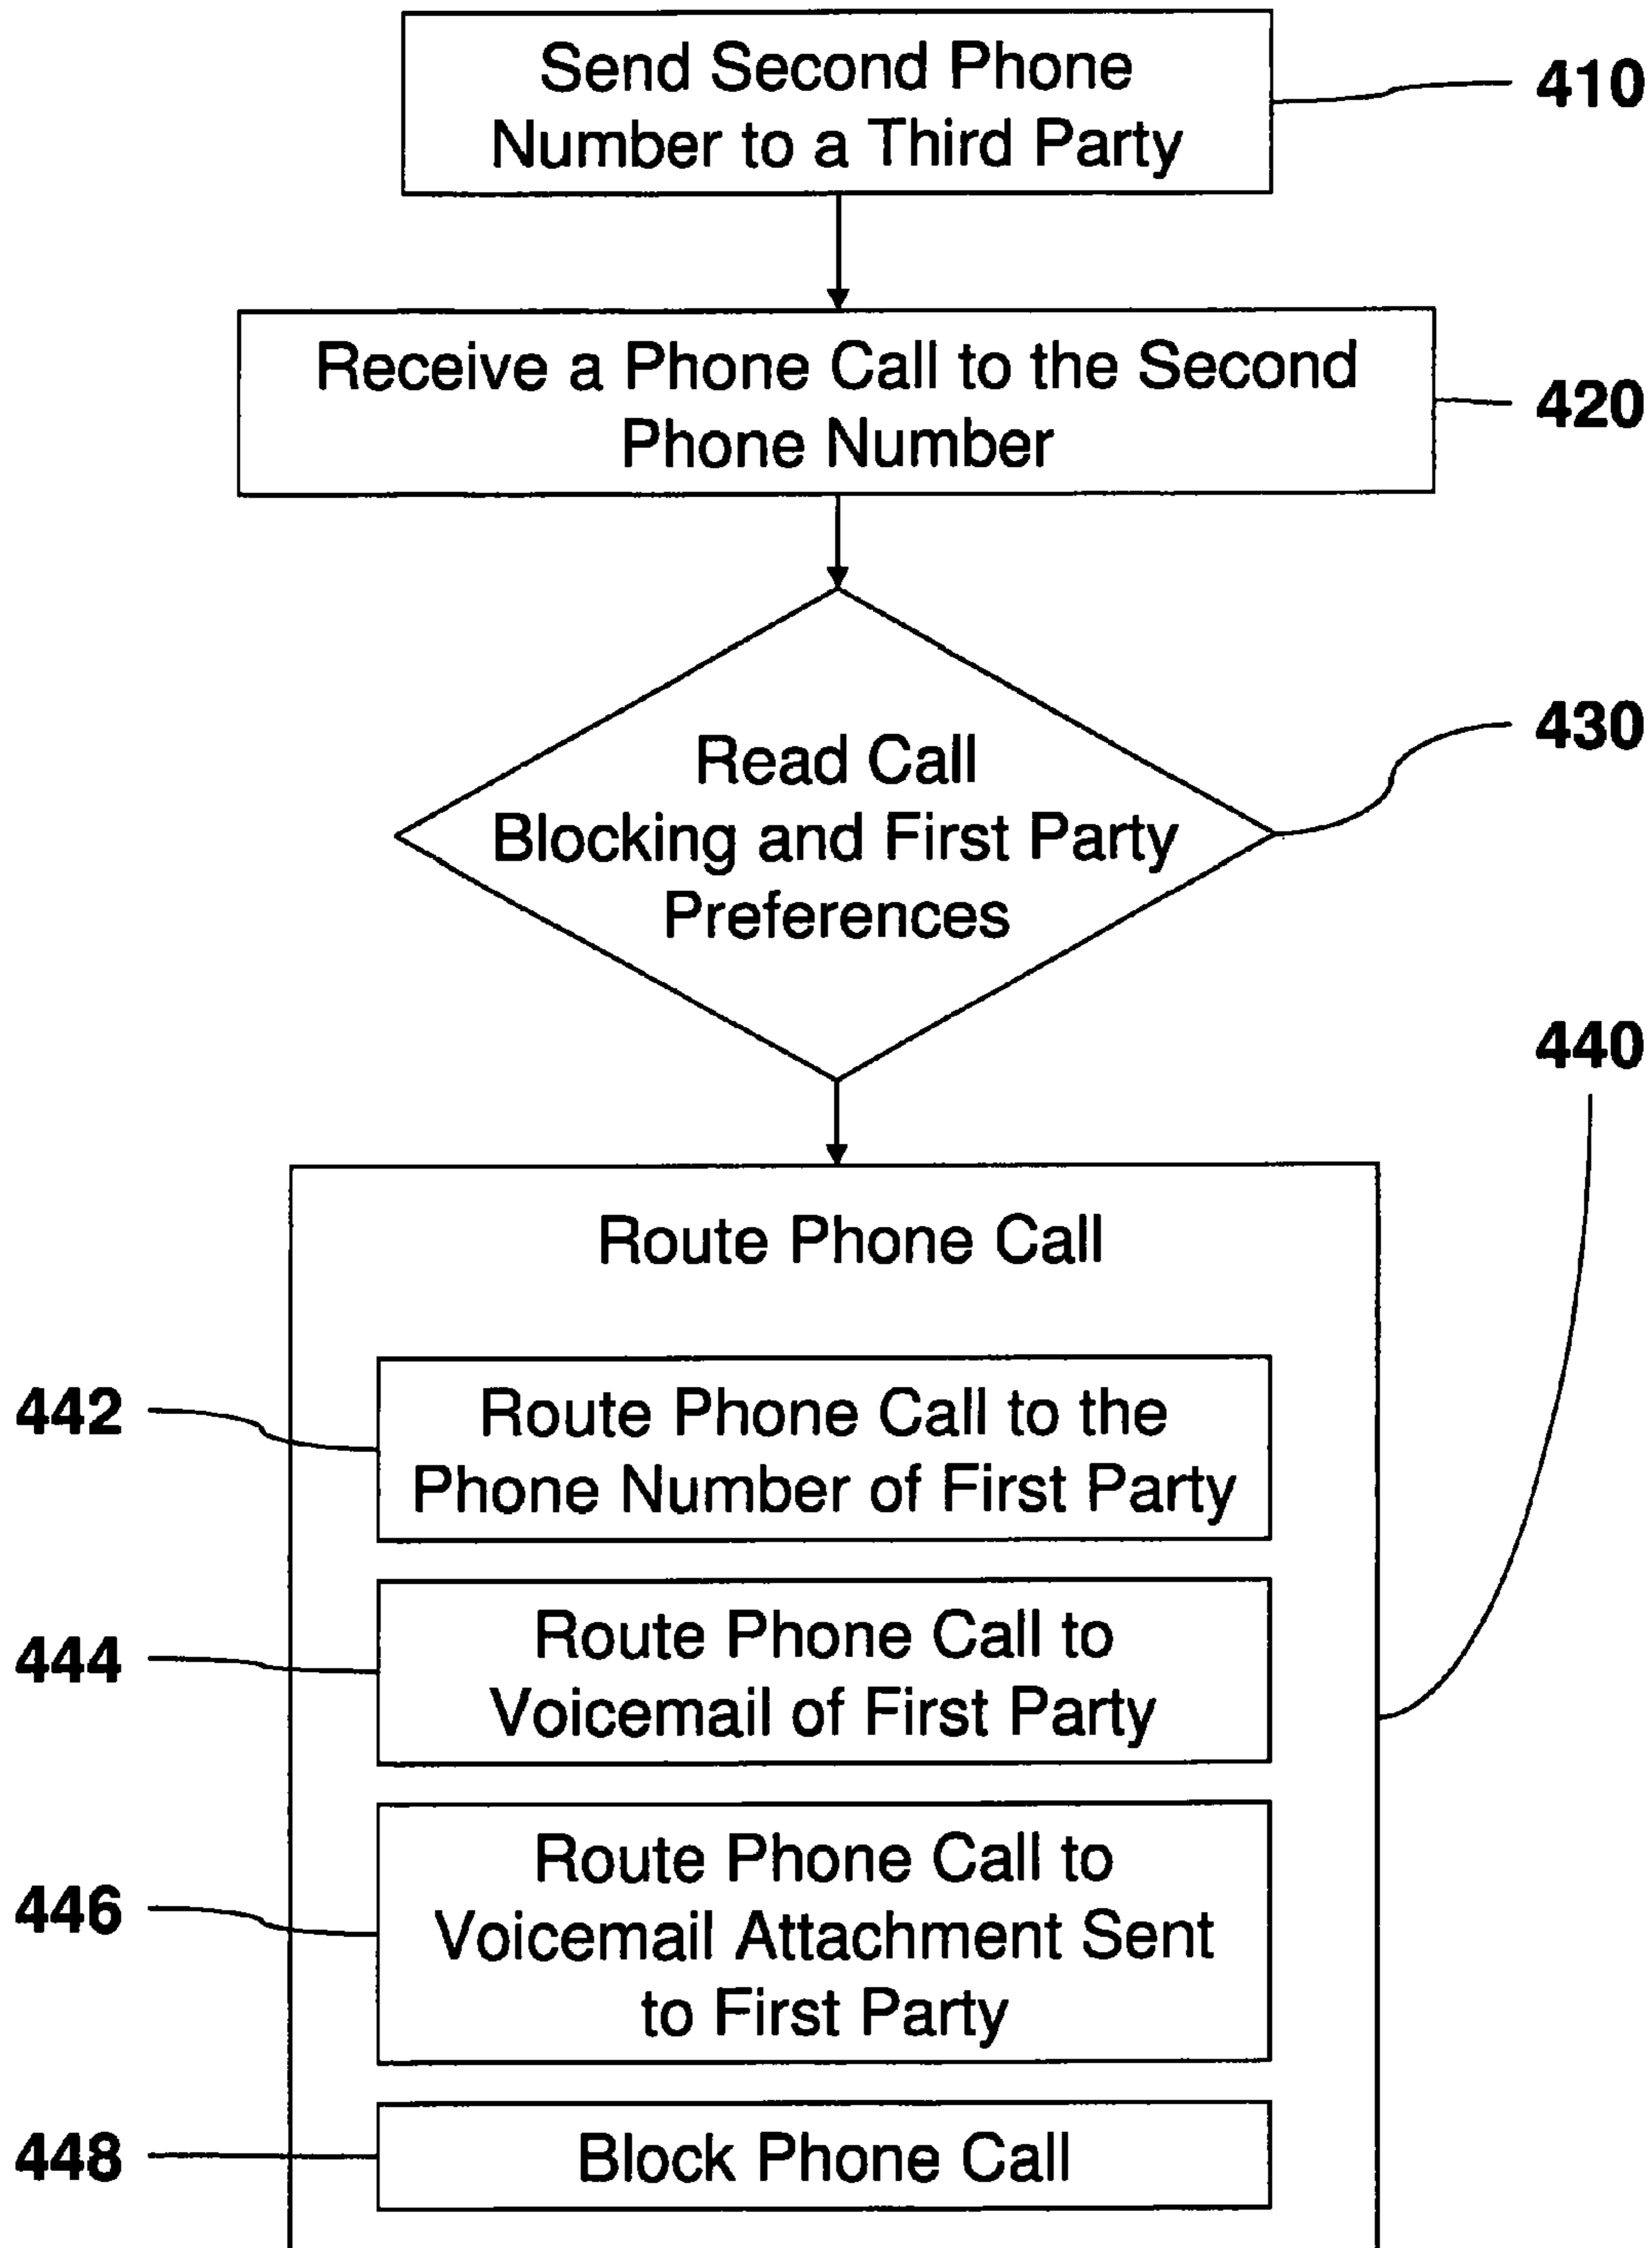 Send Second Phone
Number to a Third Party
410
Receive a Phone Call to the Second
Phone Number
420
Read Call
Blocking and First Party
Preferences
430
440
Route Phone Call
442
Route Phone Call to the
Phone Number of First Party
444
Route Phone Call to
Voicemail of First Party
446
Route Phone Call to
Voicemail Attachment Sent
to First Party
448
Block Phone Call